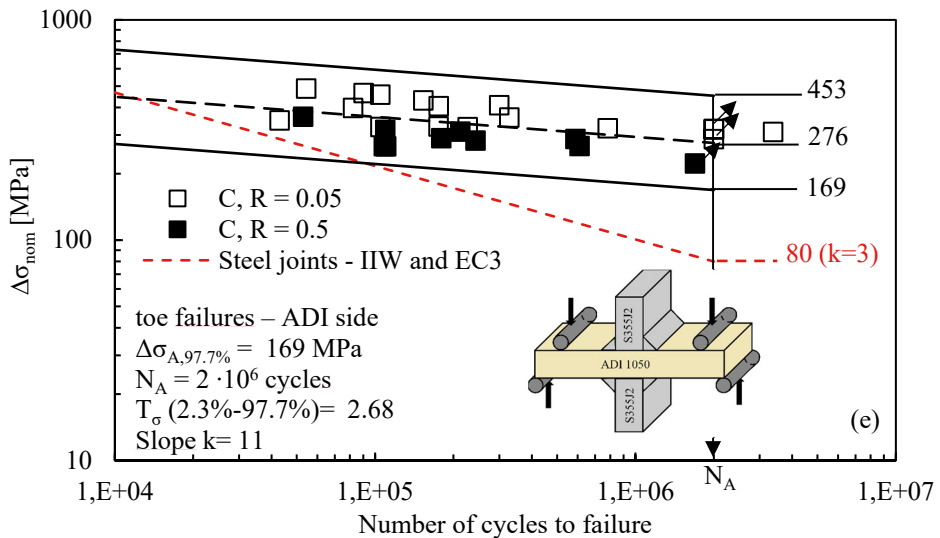 1000
100
10
Δσnom [MPa]
453
276
169
80 (k=3)
C, R = 0.05
C, R = 0.5
Steel joints - IIW and EC3
toe failures – ADI side
ΔσA,97.7% = 169 MPa
NA = 2 ·10⁶ cycles
Tσ (2.3%-97.7%)= 2.68
Slope k= 11
S355J2
ADI 1050
S355J2
(e)
NA
1,E+04
1,E+05
1,E+06
1,E+07
Number of cycles to failure